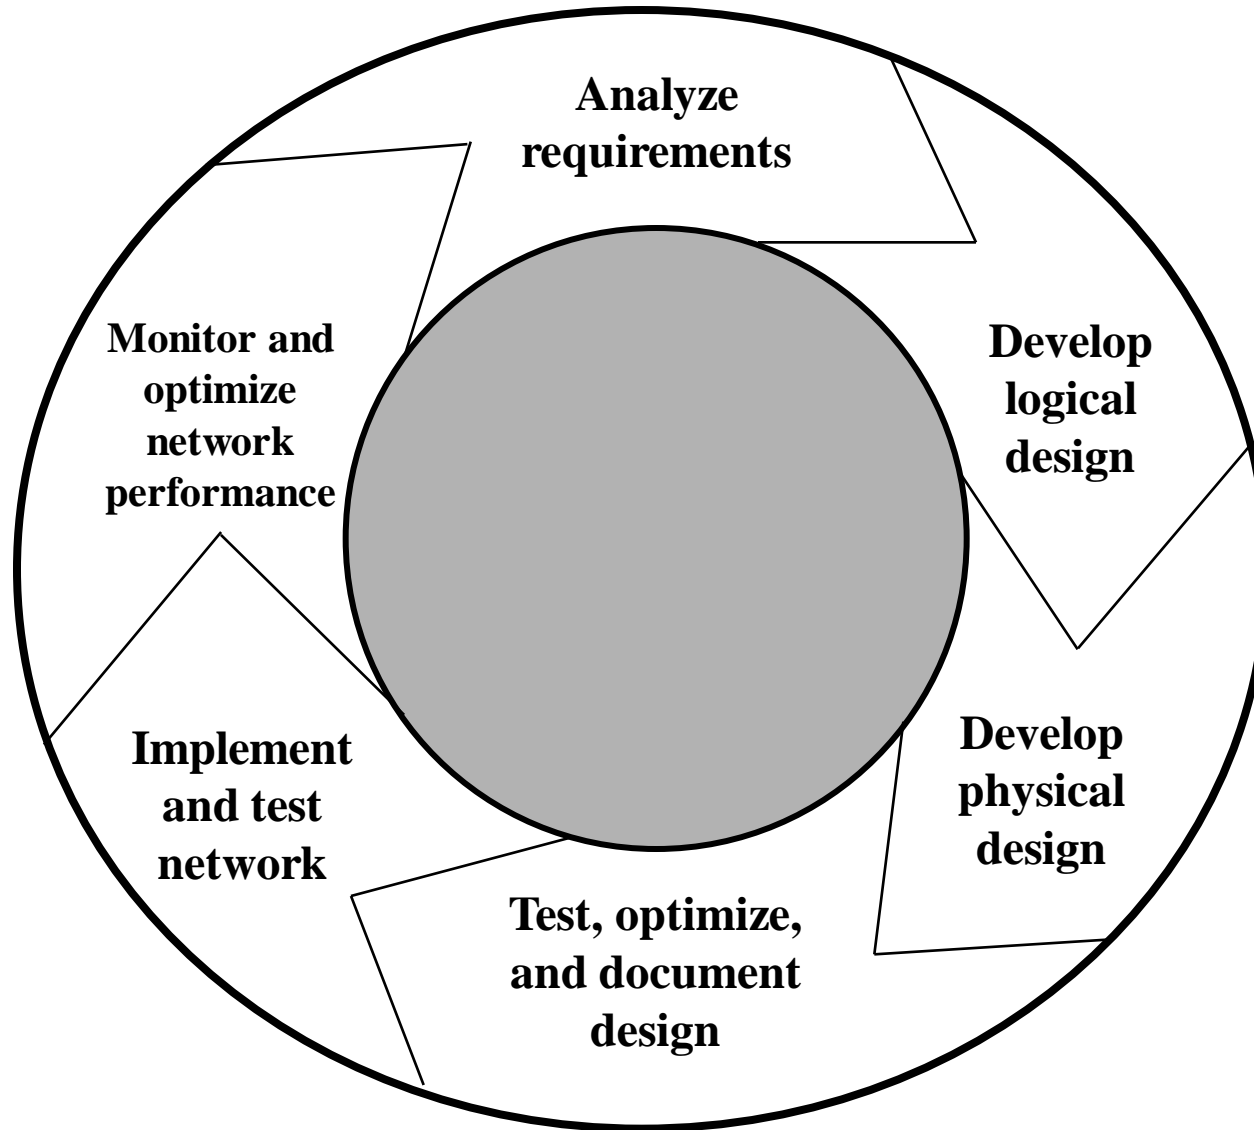 Analyze
requirements
Develop
logical
design
Develop
physical
design
Test, optimize,
and document
design
Implement
and test
network
Monitor and
optimize
network
performance